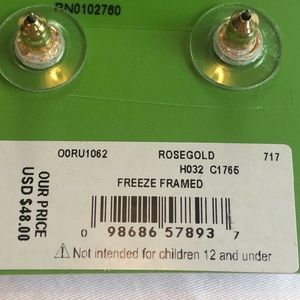 RN0102760
O0RU1062 ROSEGOLD 717
H032 C1765
FREEZE FRAMED
OUR PRICE
USD $48.00
0 98686 57893 7
⚠ Not intended for children 12 and under